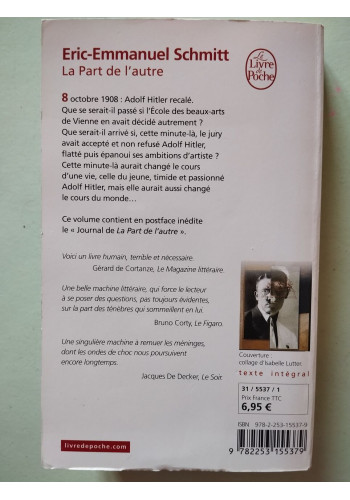 Eric-Emmanuel Schmitt
La Part de l'autre
Le
Livre
de
Poche
8 octobre 1908 : Adolf Hitler recalé.
Que se serait-il passé si l'École des beaux-arts
de Vienne en avait décidé autrement ?
Que serait-il arrivé si, cette minute-là, le jury
avait accepté et non refusé Adolf Hitler,
flatté puis épanoui ses ambitions d'artiste ?
Cette minute-là aurait changé le cours
d'une vie, celle du jeune, timide et passionné
Adolf Hitler, mais elle aurait aussi changé
le cours du monde…
Ce volume contient en postface inédite
le « Journal de La Part de l'autre ».
Voici un livre humain, terrible et nécessaire.
Gérard de Cortanze, Le Magazine littéraire.
Une belle machine littéraire, qui force le lecteur
à se poser des questions, pas toujours évidentes,
sur la part des ténèbres qui sommeillent en lui.
Bruno Corty, Le Figaro.
Une singulière machine à remuer les méninges,
dont les ondes de choc nous poursuivent
encore longtemps.
Jacques De Decker, Le Soir.
Couverture :
collage d'Isabelle Lutter.
texte intégral
31 / 5537 / 1
Prix France TTC
6,95 €
ISBN 978-2-253-15537-9
9 782253 155379
livredepoche.com